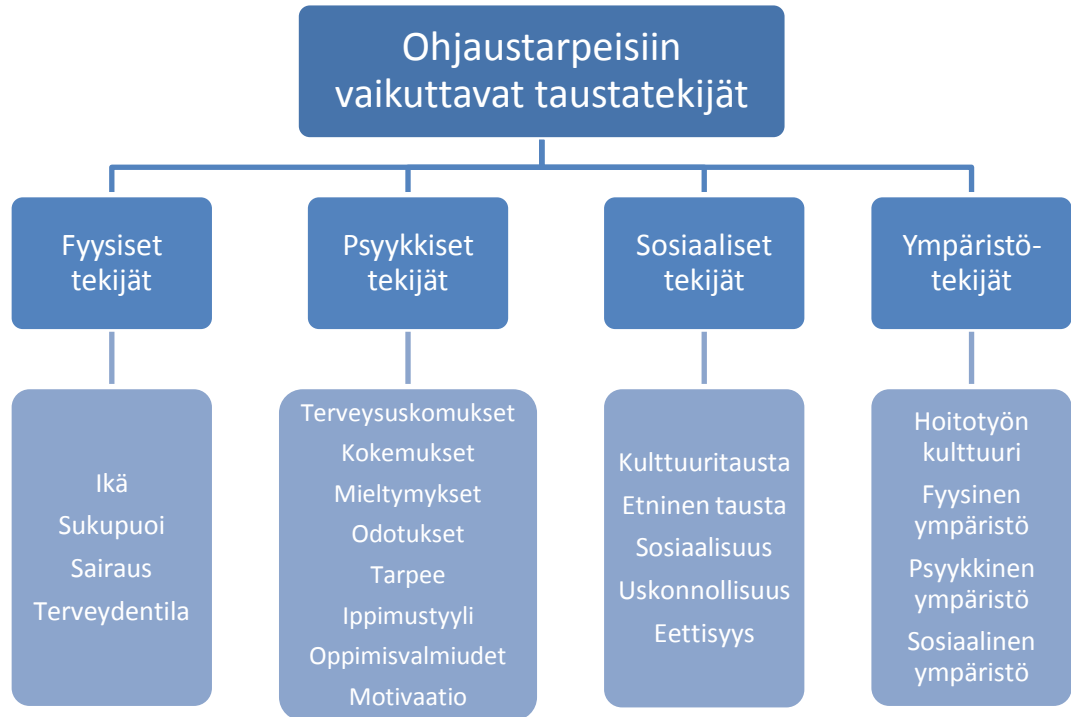 Ohjaustarpeisiin
vaikuttavat taustatekijät
Fyysiset
tekijät
Psyykkiset
tekijät
Sosiaaliset
tekijät
Ympäristö-
tekijät
Ikä
Sukupuoi
Sairaus
Terveydentila
Terveysuskomukset
Kokemukset
Mieltymykset
Odotukset
Tarpee
Ippimustyyli
Oppimisvalmiudet
Motivaatio
Kulttuuritausta
Etninen tausta
Sosiaalisuus
Uskonnollisuus
Eettisyys
Hoitotyön
kulttuuri
Fyysinen
ympäristö
Psyykkinen
ympäristö
Sosiaalinen
ympäristö